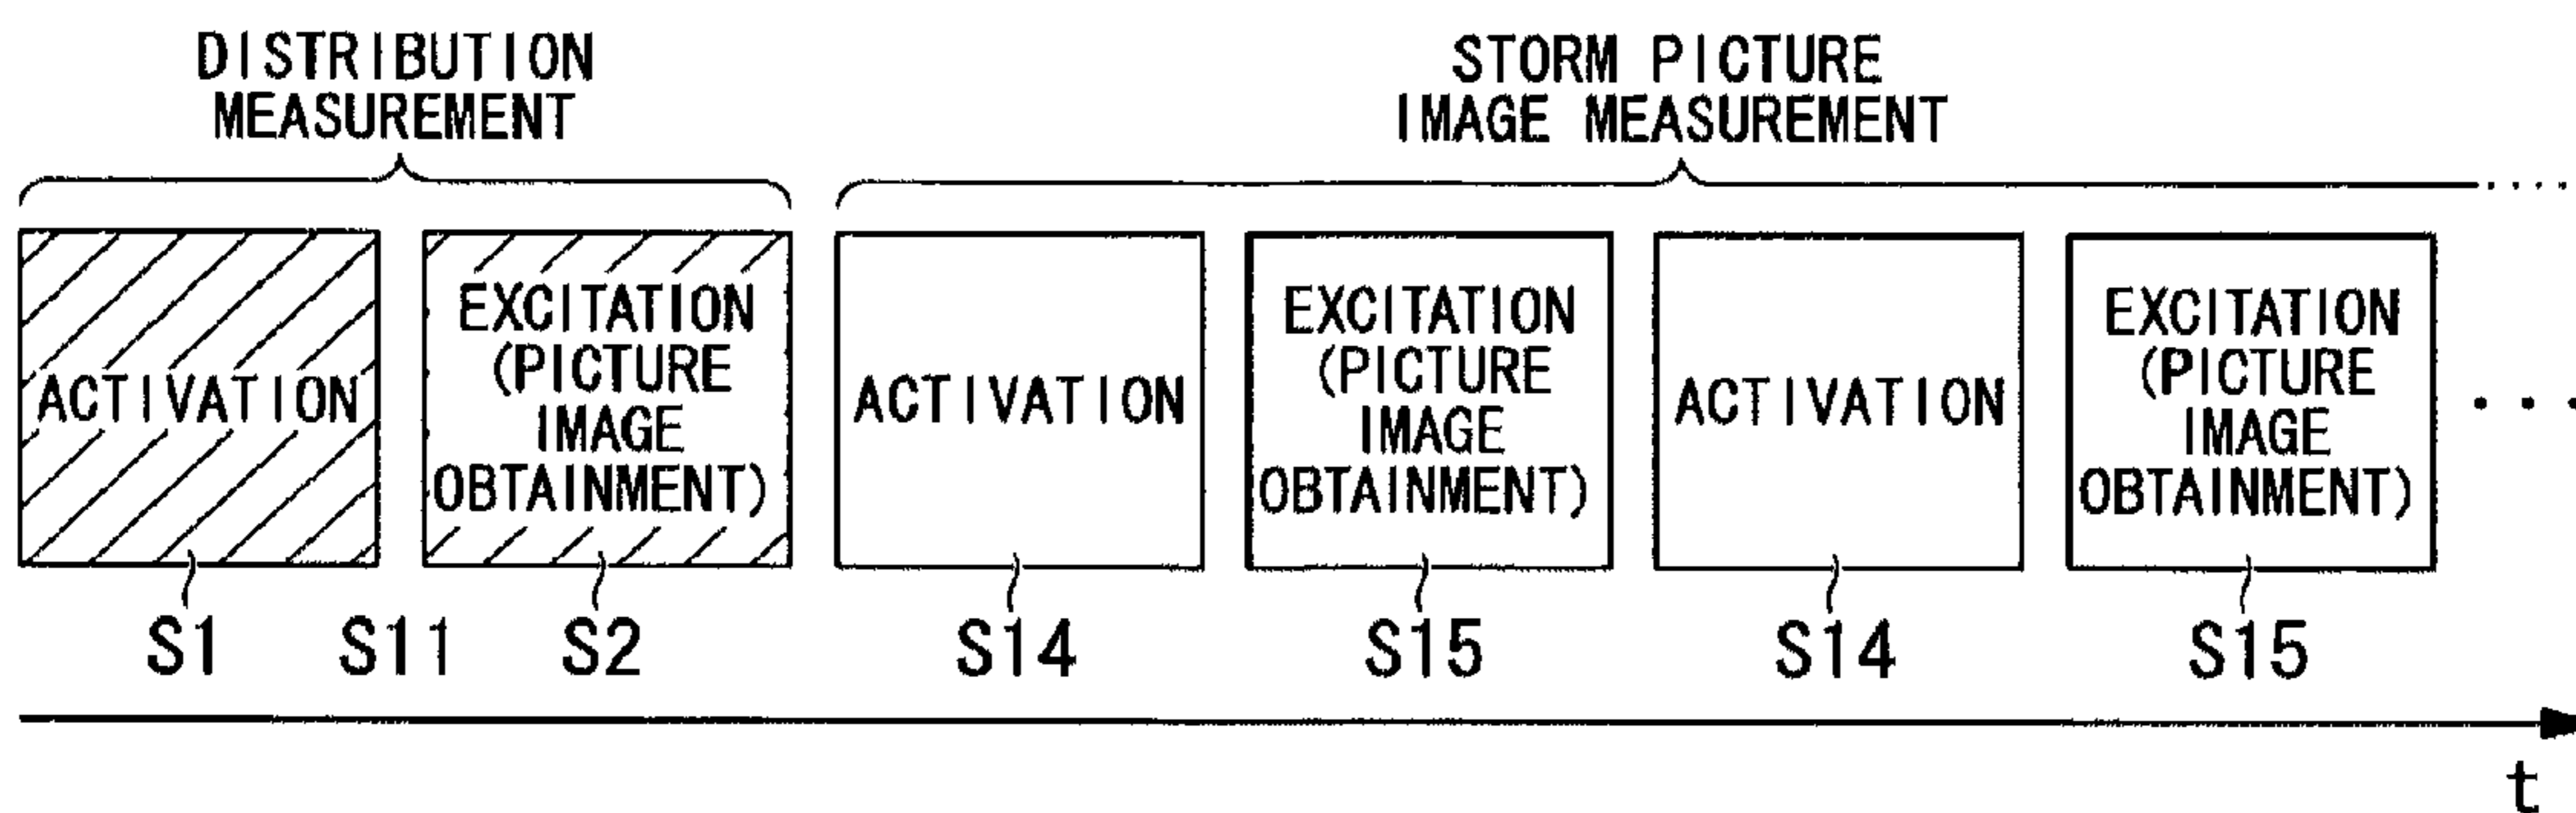 DISTRIBUTION
MEASUREMENT
STORM PICTURE
IMAGE MEASUREMENT
ACTIVATION
EXCITATION
(PICTURE
IMAGE
OBTAINMENT)
ACTIVATION
EXCITATION
(PICTURE
IMAGE
OBTAINMENT)
ACTIVATION
EXCITATION
(PICTURE
IMAGE
OBTAINMENT)
...
S1 S11 S2 S14 S15 S14 S15
t